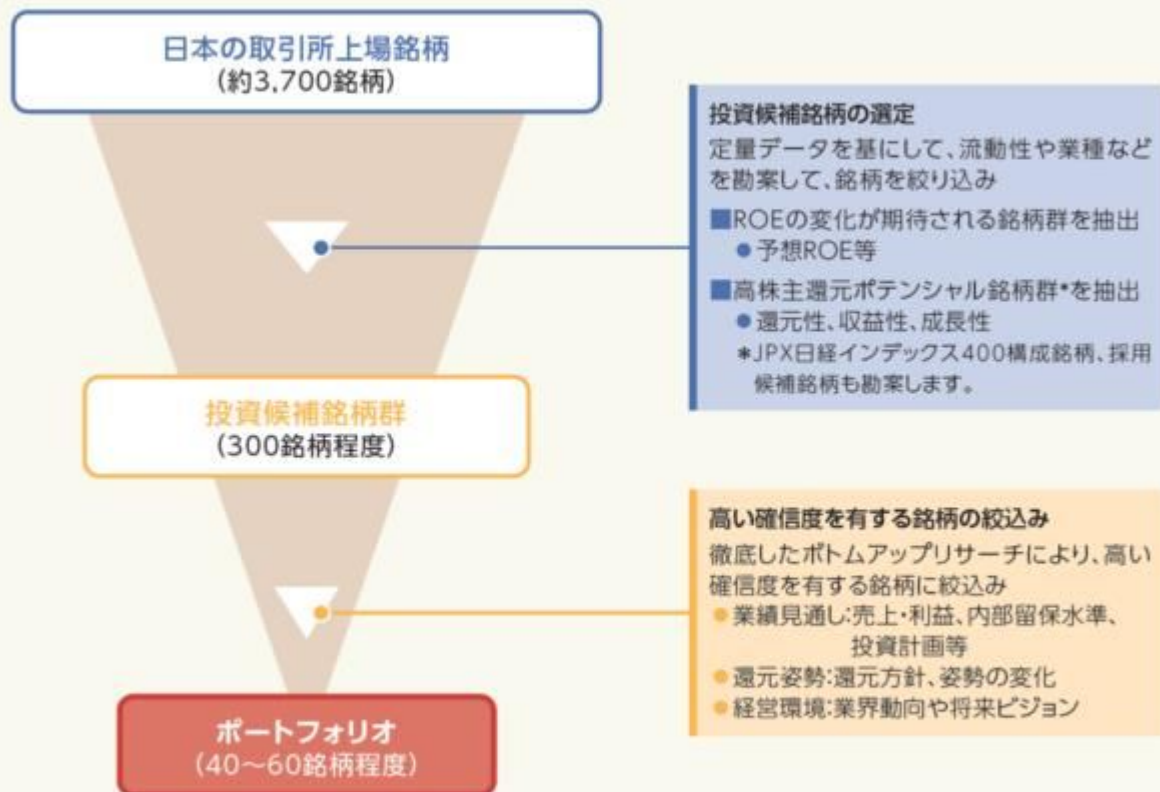 日本の取引所上場銘柄
(約3,700銘柄)
投資候補銘柄の選定
定量データを基にして、流動性や業種など
を勘案して、銘柄を絞り込み
■ROEの変化が期待される銘柄群を抽出
●予想ROE等
■高株主還元ポテンシャル銘柄群*を抽出
●還元性、収益性、成長性
*JPX日経インデックス400構成銘柄、採用
候補銘柄も勘案します。
投資候補銘柄群
(300銘柄程度)
高い確信度を有する銘柄の絞込み
徹底したボトムアップリサーチにより、高い
確信度を有する銘柄に絞込み
●業績見通し:売上・利益、内部留保水準、
投資計画等
●還元姿勢:還元方針、姿勢の変化
●経営環境:業界動向や将来ビジョン
ポートフォリオ
(40〜60銘柄程度)